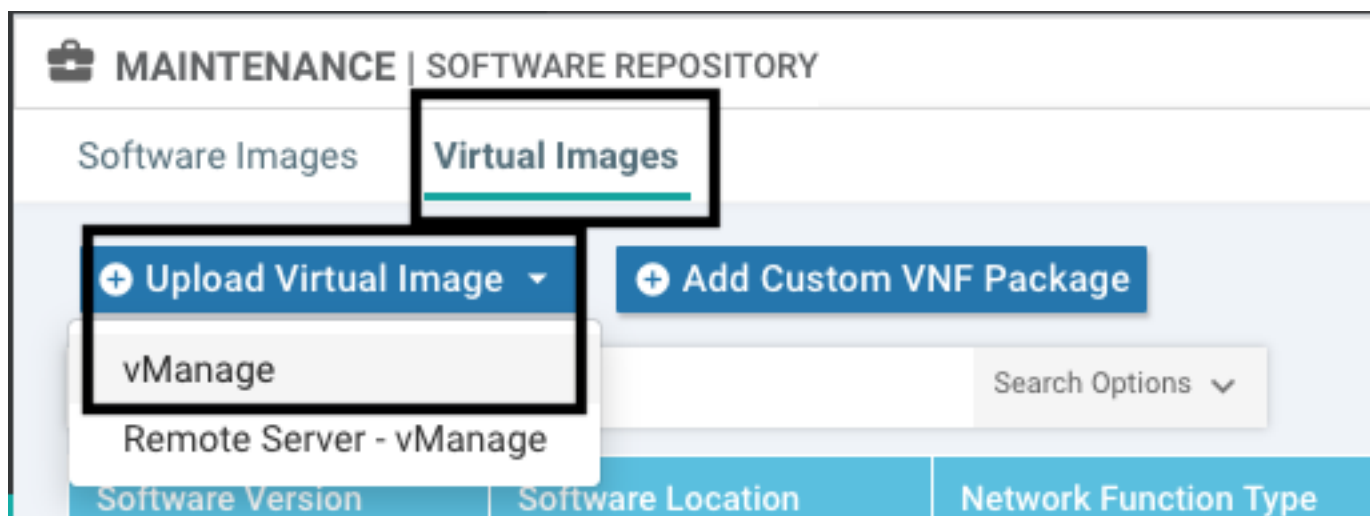 MAINTENANCE | SOFTWARE REPOSITORY
Software Images Virtual Images
Upload Virtual Image Add Custom VNF Package
vManage Search Options
Remote Server - vManage
Software Version Software Location Network Function Type